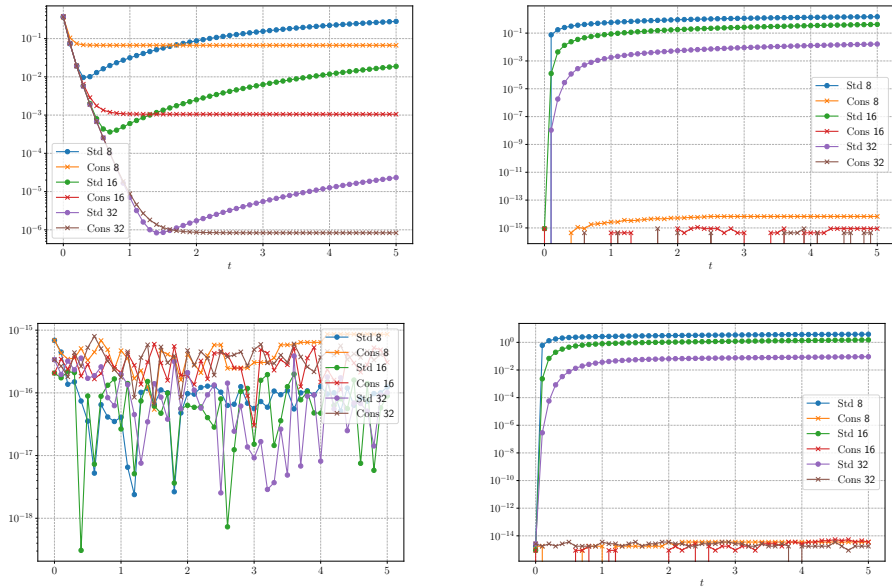 10⁻¹
10⁻²
10⁻³
10⁻⁴
10⁻⁵
10⁻⁶
Std 8
Cons 8
Std 16
Cons 16
Std 32
Cons 32
0 1 2 3 4 5
t
10⁻¹
10⁻³
10⁻⁵
10⁻⁷
10⁻⁹
10⁻¹¹
10⁻¹³
10⁻¹⁵
Std 8
Cons 8
Std 16
Cons 16
Std 32
Cons 32
0 1 2 3 4 5
t
10⁻¹⁵
10⁻¹⁶
10⁻¹⁷
10⁻¹⁸
Std 8
Cons 8
Std 16
Cons 16
Std 32
Cons 32
0 1 2 3 4 5
10⁰
10⁻²
10⁻⁴
10⁻⁶
10⁻⁸
10⁻¹⁰
10⁻¹²
10⁻¹⁴
Std 8
Cons 8
Std 16
Cons 16
Std 32
Cons 32
0 1 2 3 4 5
t